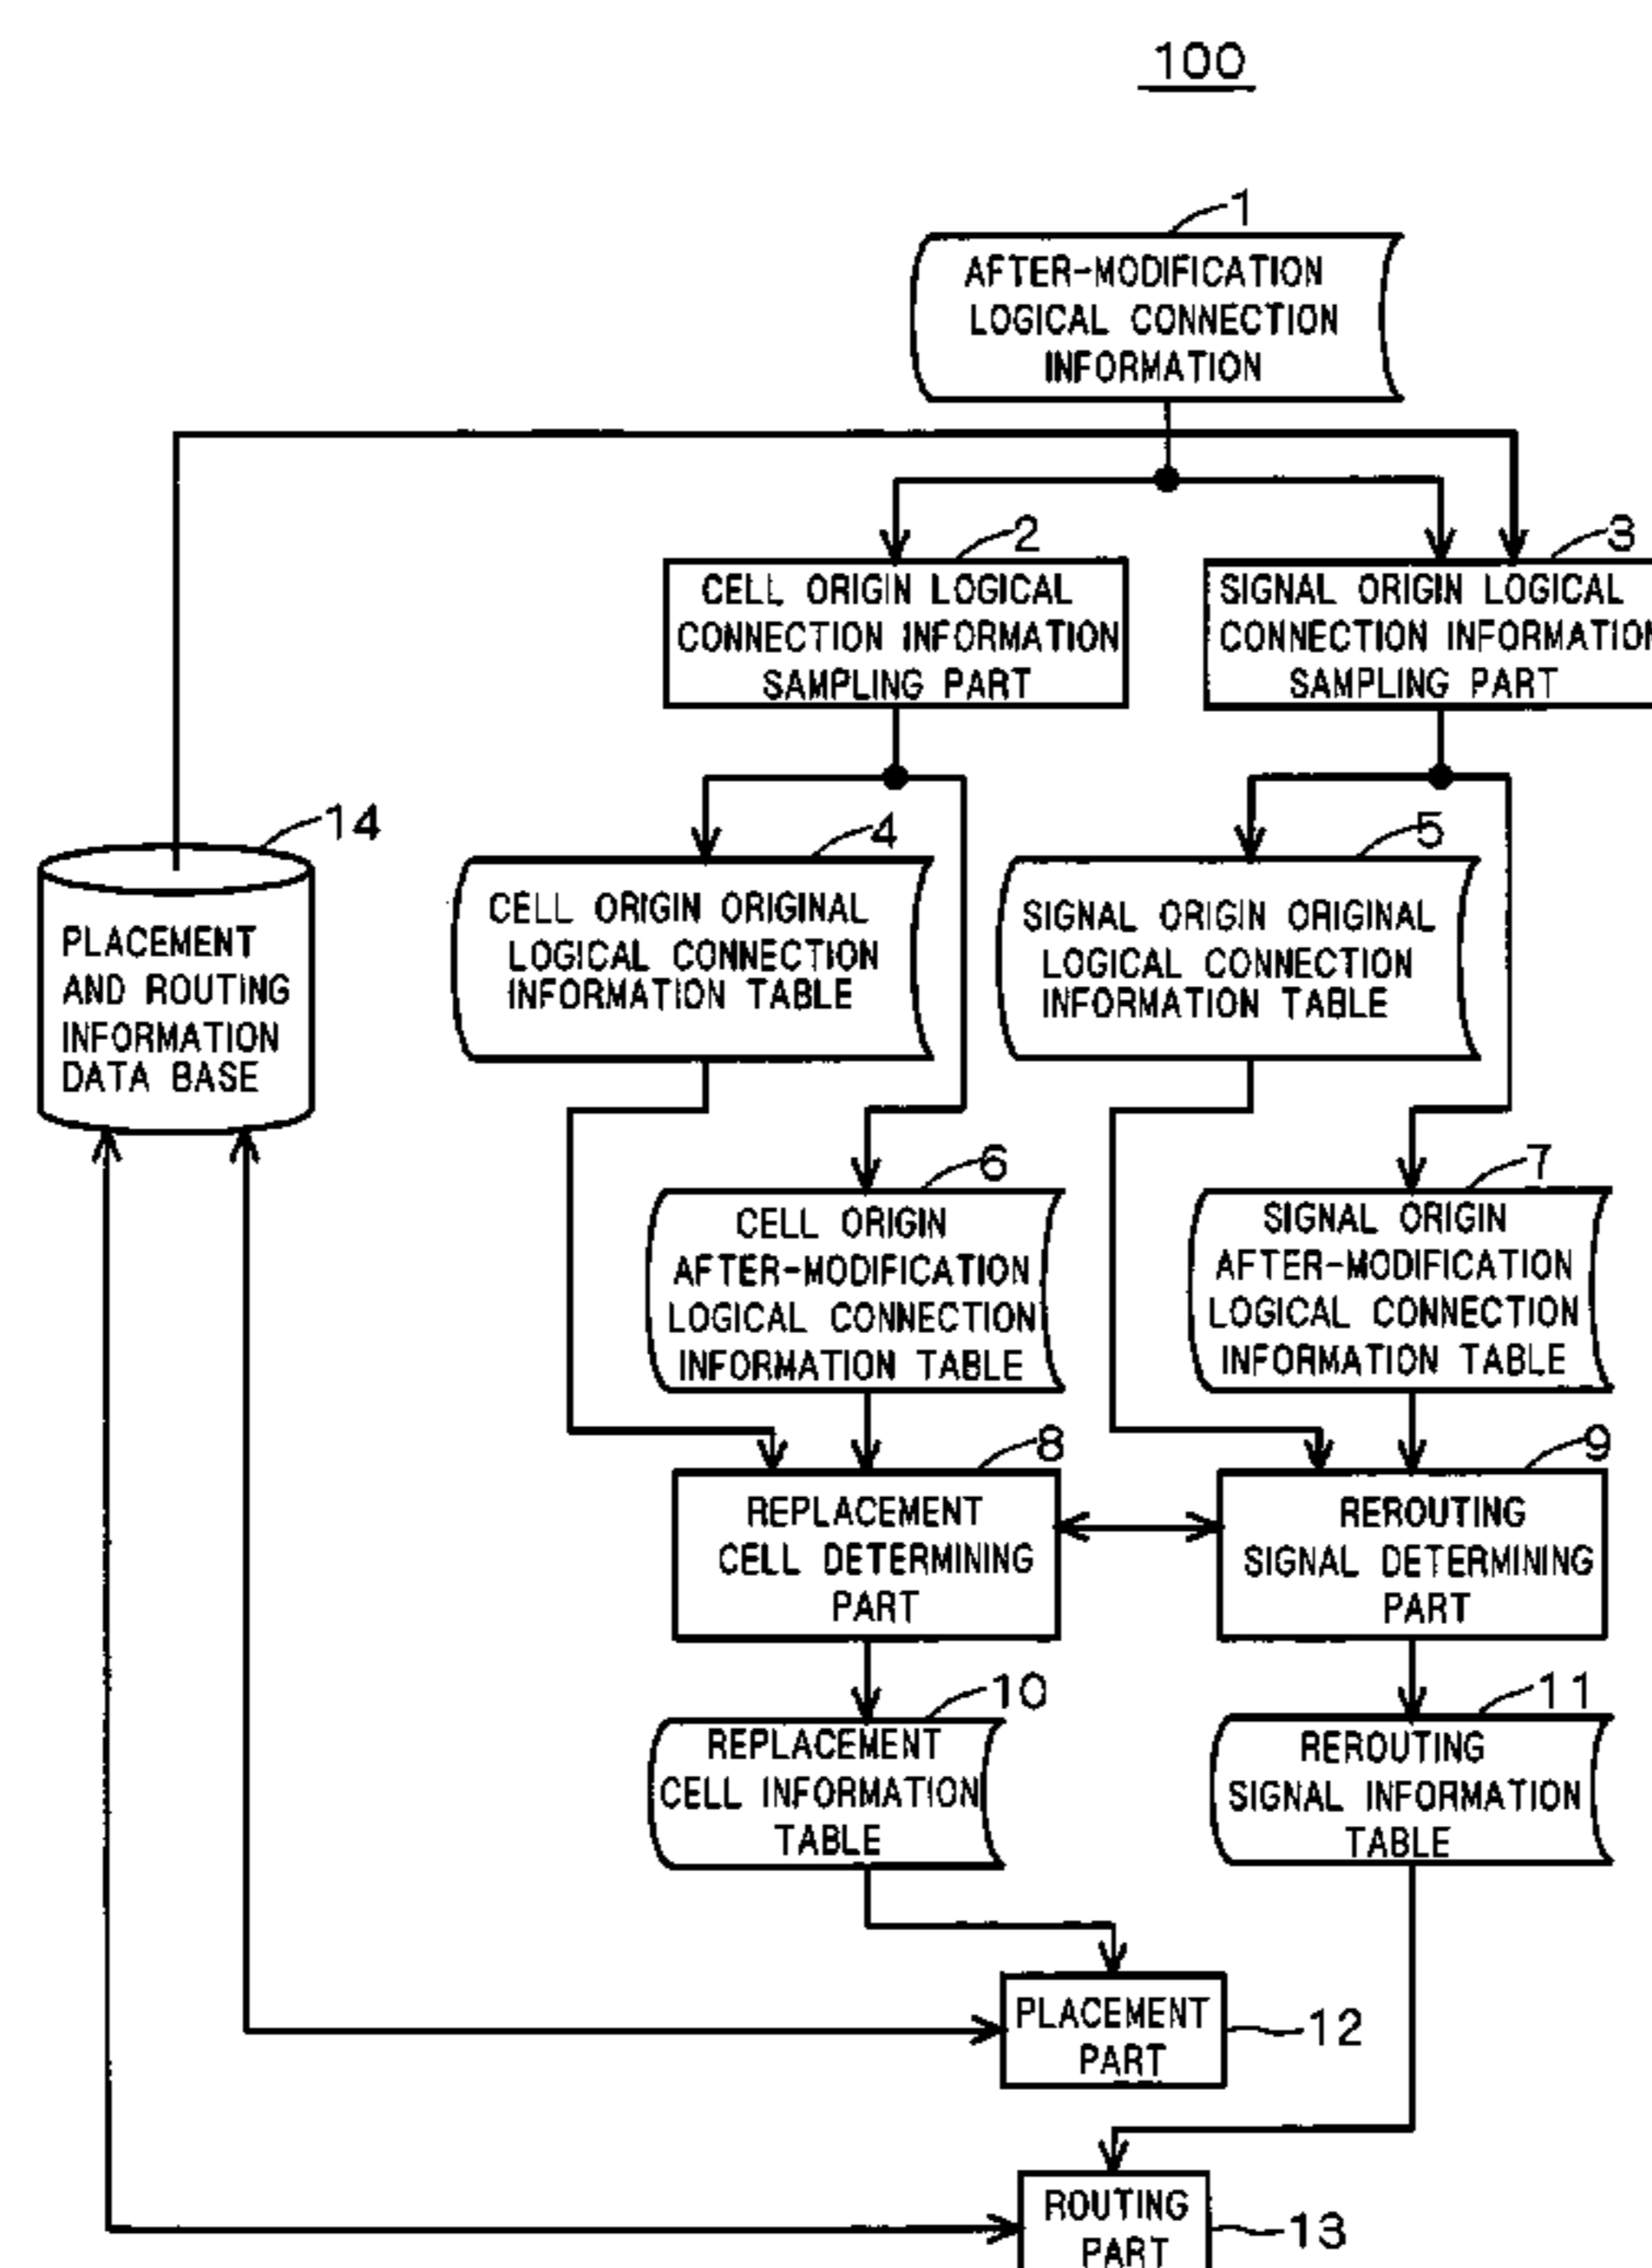 100
1
AFTER-MODIFICATION
LOGICAL CONNECTION
INFORMATION
2
CELL ORIGIN LOGICAL
CONNECTION INFORMATION
SAMPLING PART
3
SIGNAL ORIGIN LOGICAL
CONNECTION INFORMATION
SAMPLING PART
14
PLACEMENT
AND ROUTING
INFORMATION
DATA BASE
4
CELL ORIGIN ORIGINAL
LOGICAL CONNECTION
INFORMATION TABLE
5
SIGNAL ORIGIN ORIGINAL
LOGICAL CONNECTION
INFORMATION TABLE
6
CELL ORIGIN
AFTER-MODIFICATION
LOGICAL CONNECTION
INFORMATION TABLE
7
SIGNAL ORIGIN
AFTER-MODIFICATION
LOGICAL CONNECTION
INFORMATION TABLE
8
REPLACEMENT
CELL DETERMINING
PART
9
REROUTING
SIGNAL DETERMINING
PART
10
REPLACEMENT
CELL INFORMATION
TABLE
11
REROUTING
SIGNAL INFORMATION
TABLE
PLACEMENT
PART
12
ROUTING
PART
13